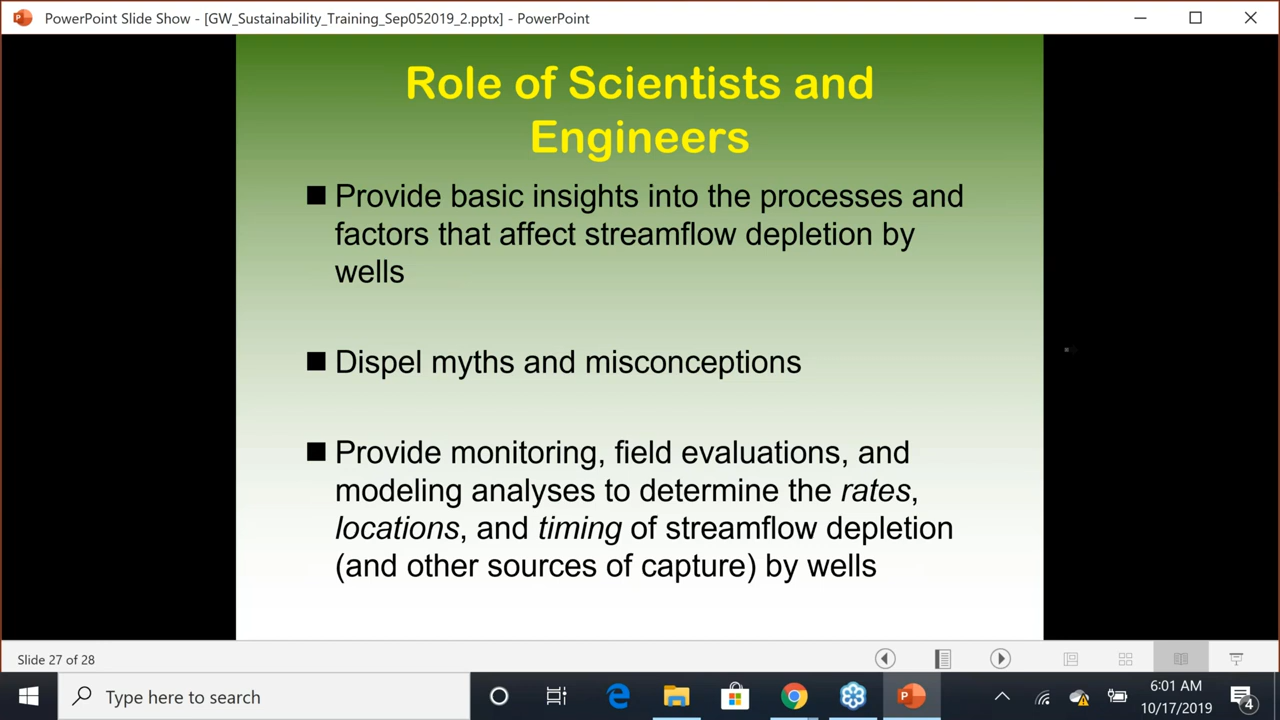 PowerPoint Slide Show - [GW_Sustainability_Training_Sep052019_2.pptx] - PowerPoint
Role of Scientists and
Engineers
Provide basic insights into the processes and
factors that affect streamflow depletion by
wells
Dispel myths and misconceptions
Provide monitoring, field evaluations, and
modeling analyses to determine the rates,
locations, and timing of streamflow depletion
(and other sources of capture) by wells
Slide 27 of 28
Type here to search
6:01 AM
10/17/2019
4